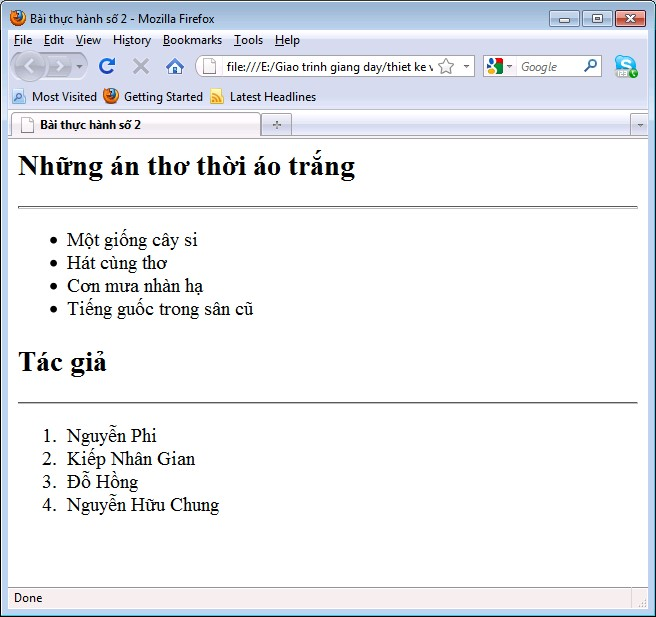 Bài thực hành số 2 - Mozilla Firefox
File Edit View History Bookmarks Tools Help
file:///E:/Giao trinh giang day/thiet ke v
Google
Most Visited Getting Started Latest Headlines
Bài thực hành số 2
Những án thơ thời áo trắng
• Một giống cây si
• Hát cùng thơ
• Cơn mưa nhàn hạ
• Tiếng guốc trong sân cũ
Tác giả
1. Nguyễn Phi
2. Kiếp Nhân Gian
3. Đỗ Hồng
4. Nguyễn Hữu Chung
Done